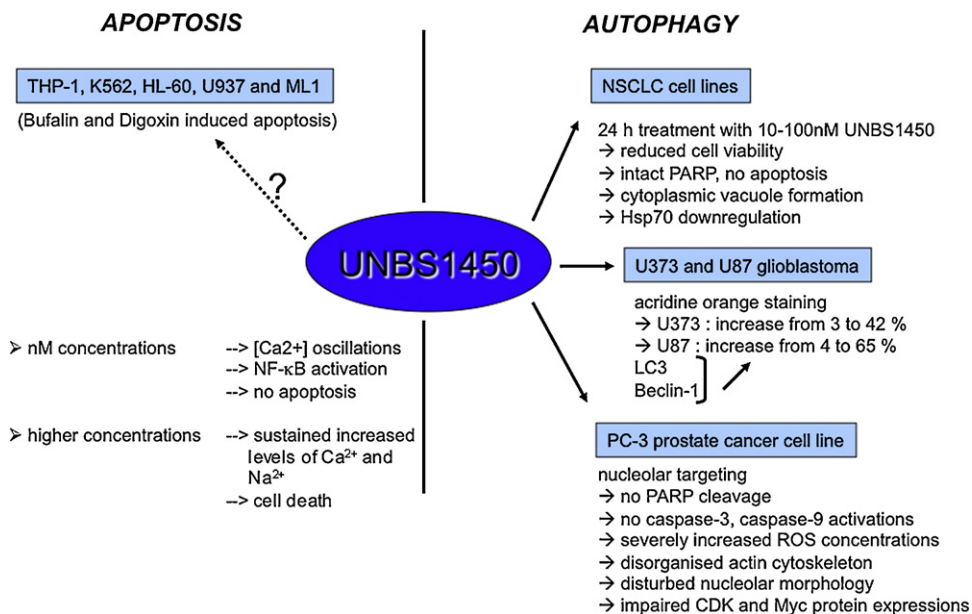 APOPTOSIS
THP-1, K562, HL-60, U937 and ML1
(Bufalin and Digoxin induced apoptosis)
?
UNBS1450
➢ nM concentrations
--> [Ca2+] oscillations
--> NF-κB activation
--> no apoptosis
➢ higher concentrations
--> sustained increased
levels of Ca²⁺ and
Na²⁺
--> cell death
AUTOPHAGY
NSCLC cell lines
24 h treatment with 10-100nM UNBS1450
→ reduced cell viability
→ intact PARP, no apoptosis
→ cytoplasmic vacuole formation
→ Hsp70 downregulation
U373 and U87 glioblastoma
acridine orange staining
→ U373 : increase from 3 to 42 %
→ U87 : increase from 4 to 65 %
LC3
Beclin-1
PC-3 prostate cancer cell line
nucleolar targeting
→ no PARP cleavage
→ no caspase-3, caspase-9 activations
→ severely increased ROS concentrations
→ disorganised actin cytoskeleton
→ disturbed nucleolar morphology
→ impaired CDK and Myc protein expressions